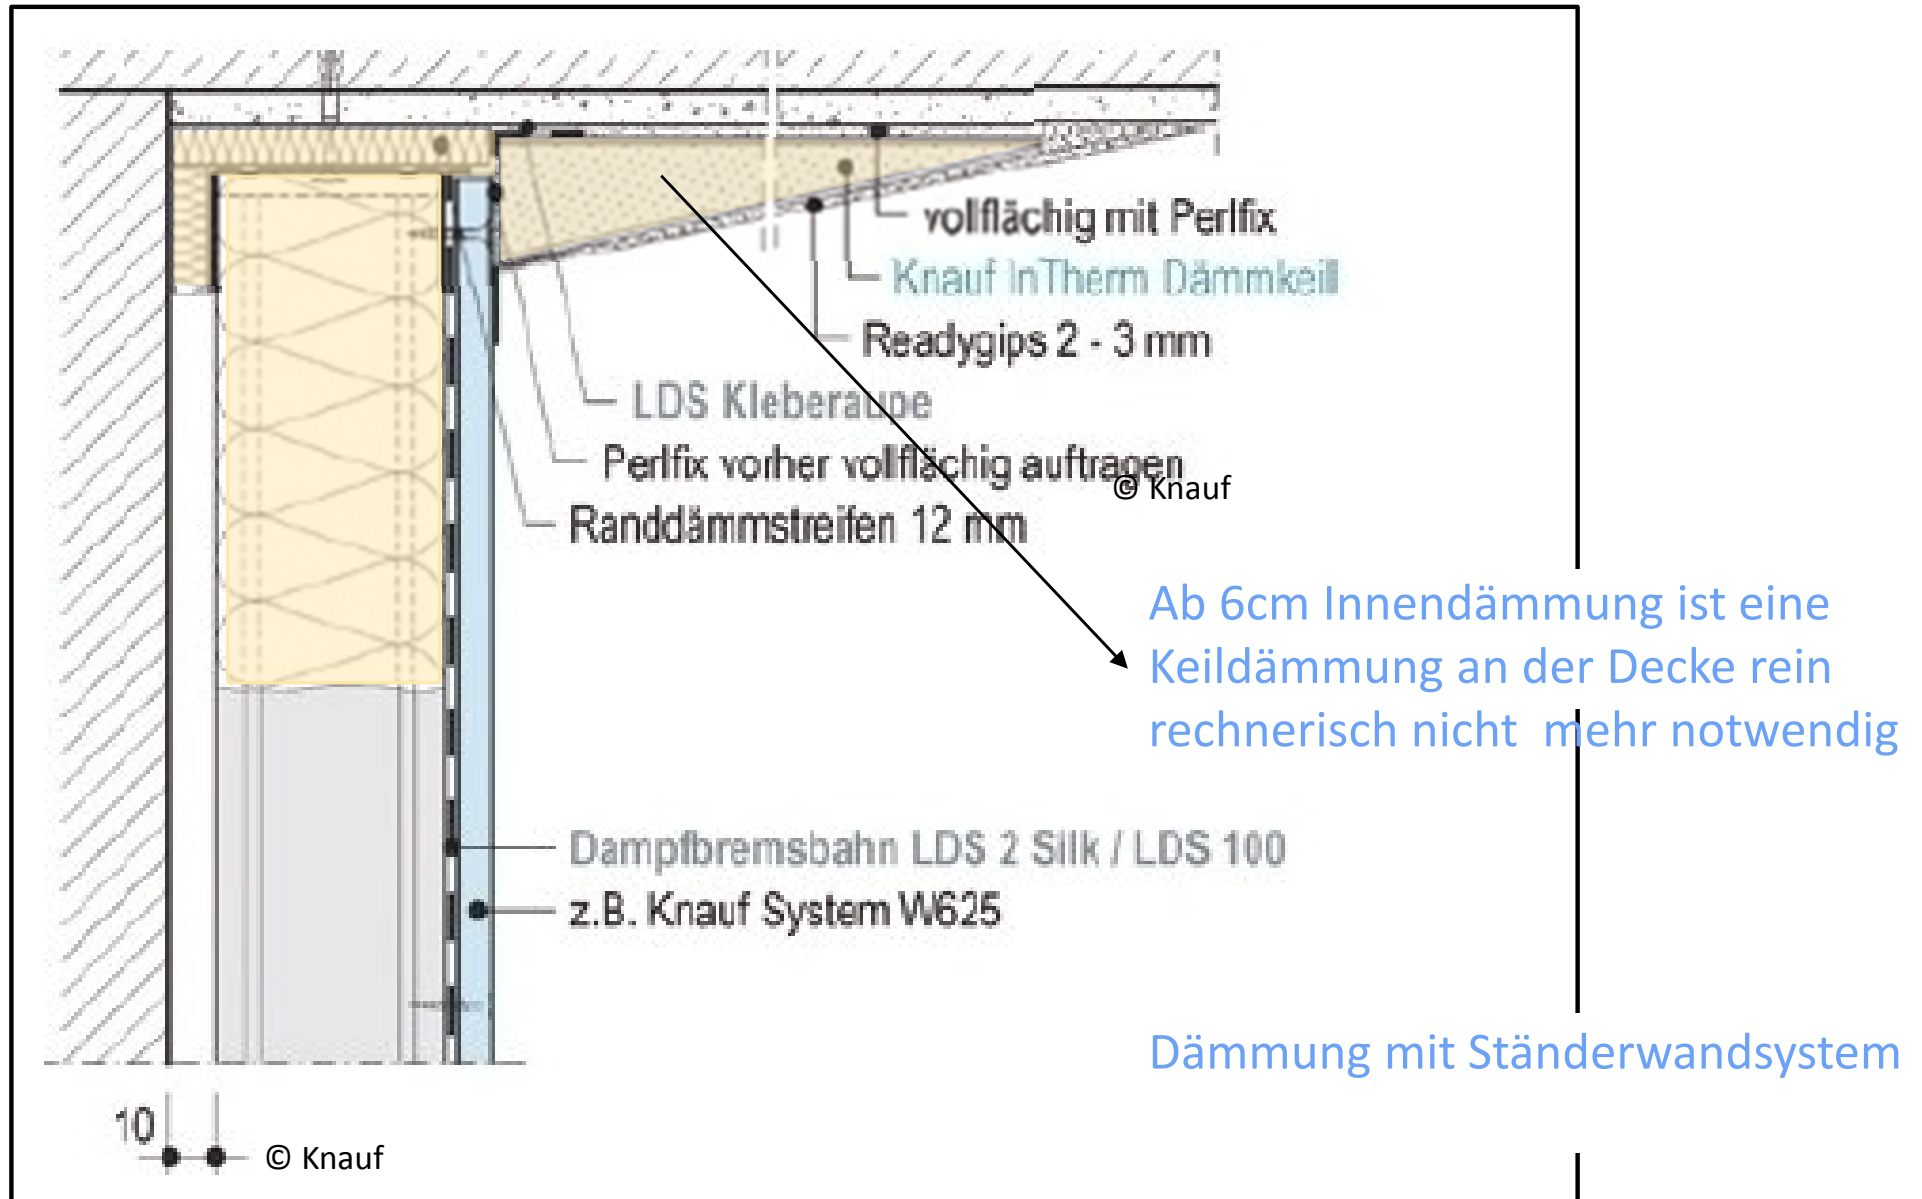 vollflächig mit Perlfix
Knauf InTherm Dämmkeil
Readygips 2 - 3 mm
LDS Kleberaupe
Perlfix vorher vollflächig auftragen
© Knauf
Randdämmstreifen 12 mm
Ab 6cm Innendämmung ist eine
Keildämmung an der Decke rein
rechnerisch nicht mehr notwendig
Dampfbremsbahn LDS 2 Silk / LDS 100
z.B. Knauf System W625
Dämmung mit Ständerwandsystem
10
© Knauf